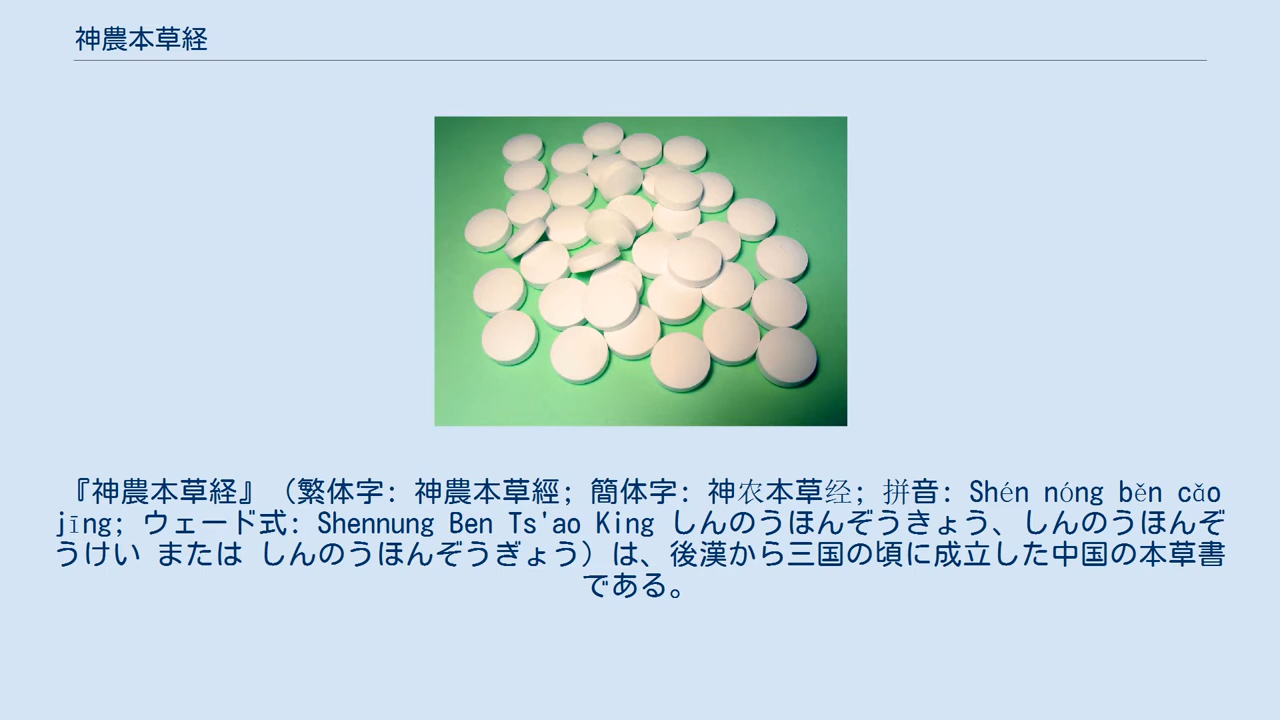 神農本草経
『神農本草経』（繁体字: 神農本草經; 簡体字: 神农本草经; 拼音: Shén nóng běn cǎo
jīng; ウェード式: Shennung Ben Ts'ao King しんのうほんぞうきょう、しんのうほんぞ
うけい または しんのうほんぞうぎょう）は、後漢から三国の頃に成立した中国の本草書
である。